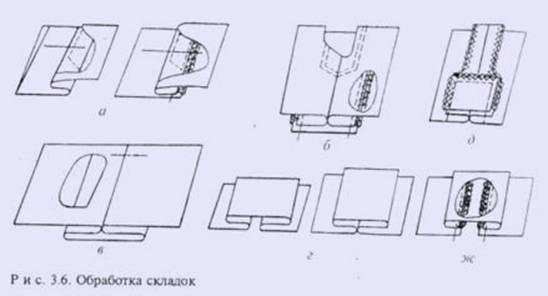 а
б
д
в
г
ж
Р и с. 3.6. Обработка складок